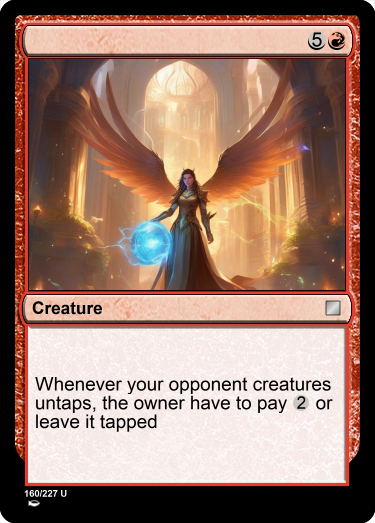 5
Creature
Whenever your opponent creatures
untaps, the owner have to pay 2 or
leave it tapped
160/227 U